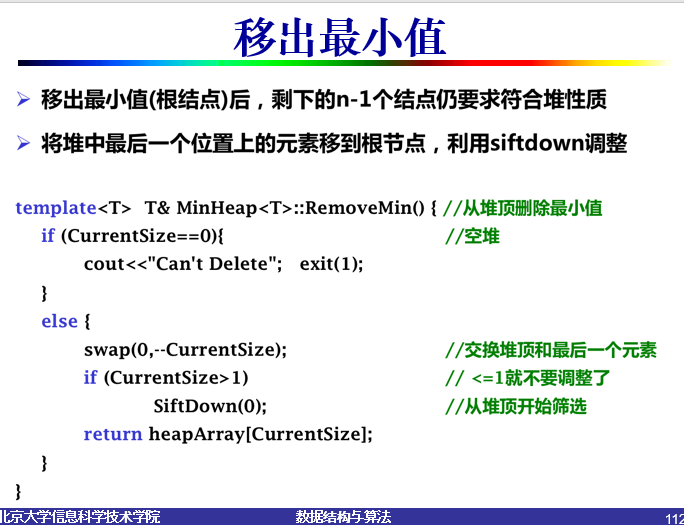 移出最小值
移出最小值(根结点)后，剩下的n-1个结点仍要求符合堆性质
将堆中最后一个位置上的元素移到根节点，利用siftdown调整
template<T> T& MinHeap<T>::RemoveMin() { //从堆顶删除最小值
if (CurrentSize==0){ //空堆
cout<<"Can't Delete"; exit(1);
}
else {
swap(0,--CurrentSize); //交换堆顶和最后一个元素
if (CurrentSize>1) // <=1就不要调整了
SiftDown(0); //从堆顶开始筛选
return heapArray[CurrentSize];
}
}
北京大学信息科学技术学院 数据结构与算法 112